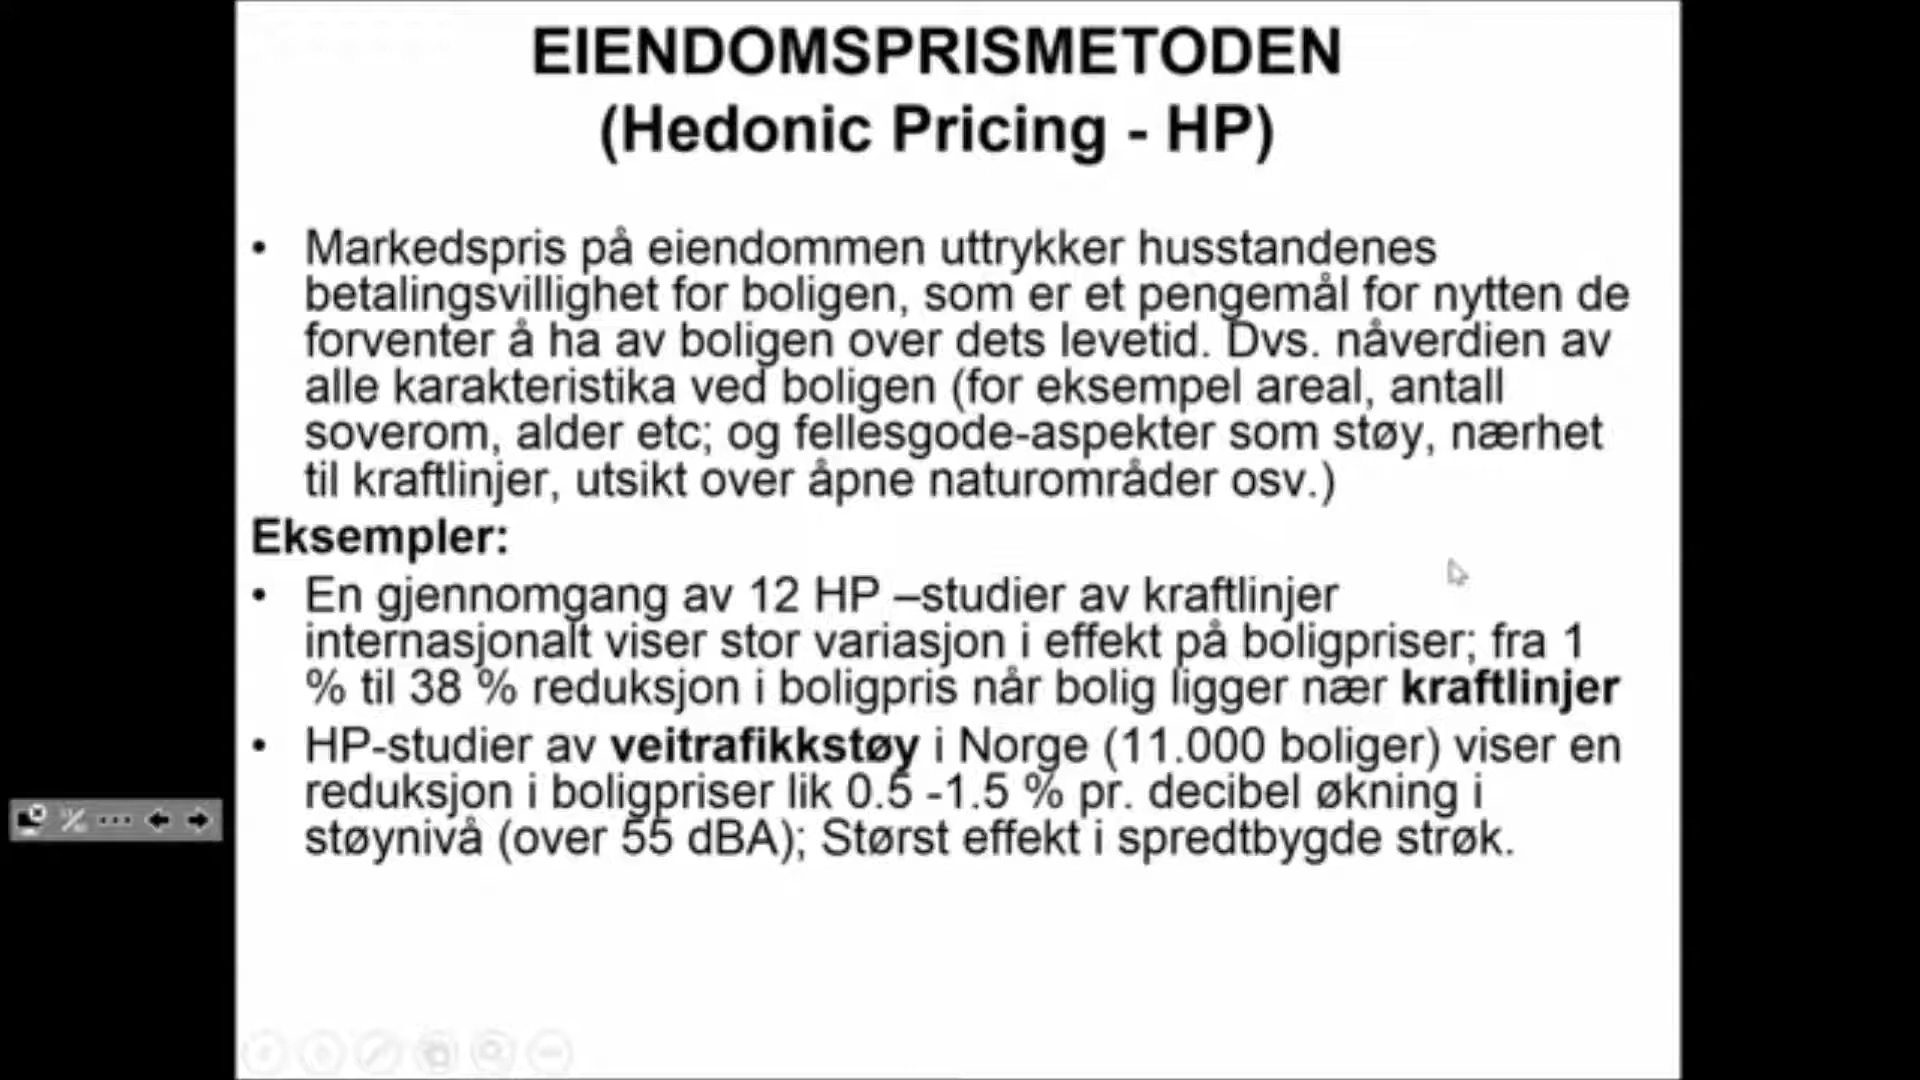 EIENDOMSPRISMETODEN
(Hedonic Pricing - HP)
• Markedspris på eiendommen uttrykker husstandenes
betalingsvillighet for boligen, som er et pengemål for nytten de
forventer å ha av boligen over dets levetid. Dvs. nåverdien av
alle karakteristika ved boligen (for eksempel areal, antall
soverom, alder etc; og fellesgode-aspekter som støy, nærhet
til kraftlinjer, utsikt over åpne naturområder osv.)
Eksempler:
• En gjennomgang av 12 HP –studier av kraftlinjer
internasjonalt viser stor variasjon i effekt på boligpriser; fra 1
% til 38 % reduksjon i boligpris når bolig ligger nær kraftlinjer
• HP-studier av veitrafikkstøy i Norge (11.000 boliger) viser en
reduksjon i boligpriser lik 0.5 -1.5 % pr. decibel økning i
støynivå (over 55 dBA); Størst effekt i spredtbygde strøk.